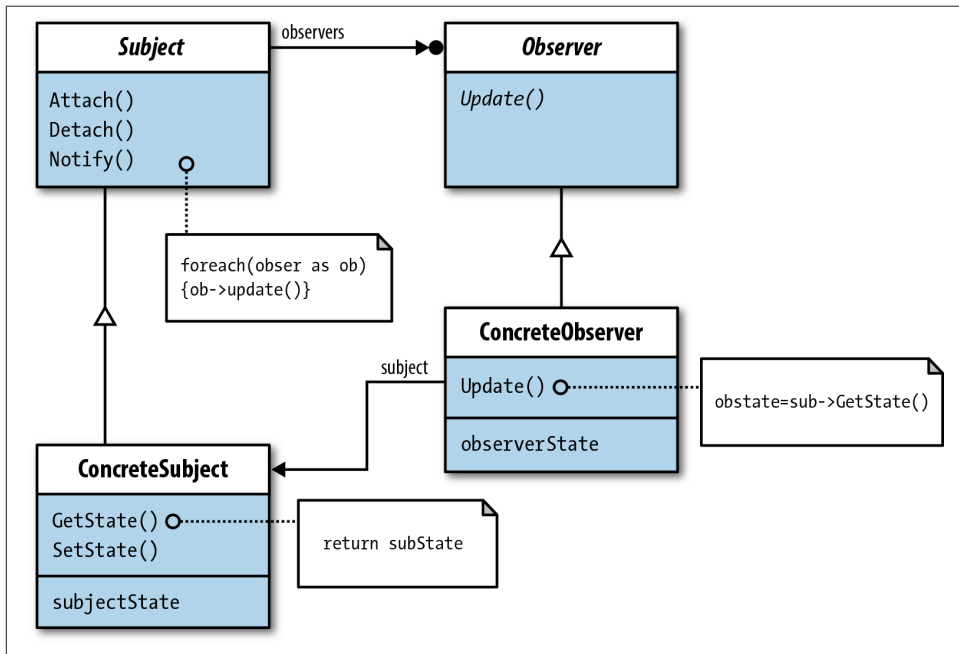 Subject
observers
Observer
Attach()
Detach()
Notify()
Update()
foreach(obser as ob)
{ob->update()}
ConcreteObserver
subject
Update()
obstate=sub->GetState()
observerState
ConcreteSubject
GetState()
SetState()
return subState
subjectState